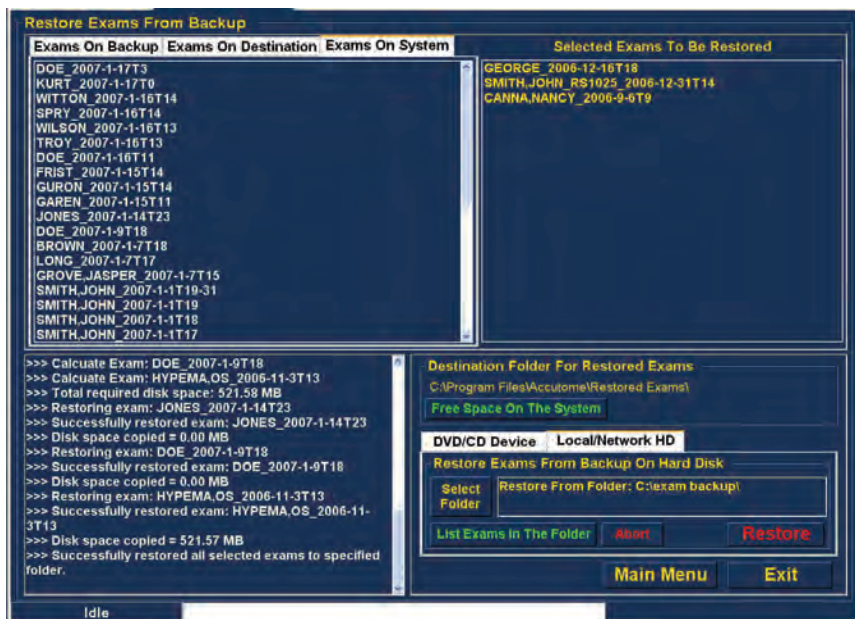 Restore Exams From Backup
Exams On Backup Exams On Destination Exams On System
DOE_2007-1-17T3
KURT_2007-1-17T0
WITTON_2007-1-16T14
SPRY_2007-1-16T14
WILSON_2007-1-16T13
TROY_2007-1-16T13
DOE_2007-1-16T11
FRIST_2007-1-15T14
GURON_2007-1-15T14
GAREN_2007-1-15T11
JONES_2007-1-14T23
DOE_2007-1-9T18
BROWN_2007-1-7T18
LONG_2007-1-7T17
GROVE,JASPER_2007-1-7T15
SMITH,JOHN_2007-1-1T19-31
SMITH,JOHN_2007-1-1T19
SMITH,JOHN_2007-1-1T18
SMITH,JOHN_2007-1-1T17
Selected Exams To Be Restored
GEORGE_2006-12-16T18
SMITH,JOHN_RS1025_2006-12-31T14
CANNA,NANCY_2006-9-6T9
>>> Calcuate Exam: DOE_2007-1-9T18
>>> Calcuate Exam: HYPEMA,OS_2006-11-3T13
>>> Total required disk space: 521.58 MB
>>> Restoring exam: JONES_2007-1-14T23
>>> Successfully restored exam: JONES_2007-1-14T23
>>> Disk space copied = 0.00 MB
>>> Restoring exam: DOE_2007-1-9T18
>>> Successfully restored exam: DOE_2007-1-9T18
>>> Disk space copied = 0.00 MB
>>> Restoring exam: HYPEMA,OS_2006-11-3T13
>>> Successfully restored exam: HYPEMA,OS_2006-11-
3T13
>>> Disk space copied = 521.57 MB
>>> Successfully restored all selected exams to specified
folder.
Destination Folder For Restored Exams
C:\Program Files\Accutome\Restored Exams\
Free Space On The System
DVD/CD Device Local/Network HD
Restore Exams From Backup On Hard Disk
Select
Folder
Restore From Folder: C:\exam backup\
List Exams In The Folder Abort Restore
Main Menu Exit
Idle